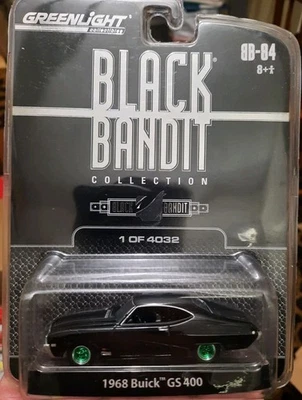 GREENLIGHT
collectibles
BB-04
8+
BLACK
BANDIT
COLLECTION
BLACK BANDIT
1 OF 4032
1968 Buick™ GS 400